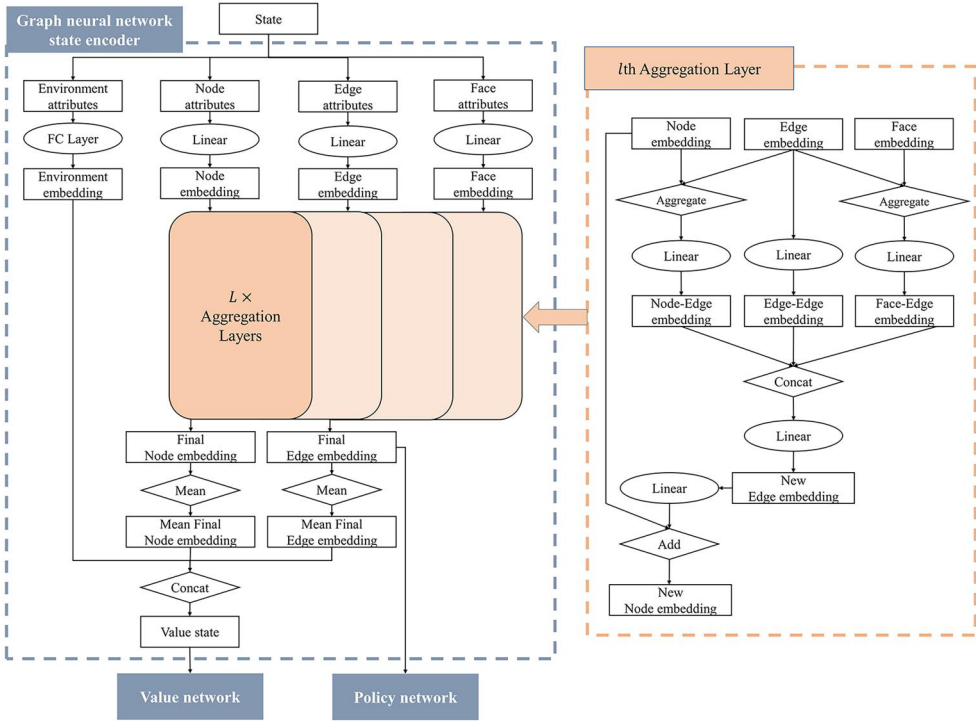 Graph neural network
state encoder
State
Environment
attributes
Node
attributes
Edge
attributes
Face
attributes
FC Layer
Linear
Linear
Linear
Environment
embedding
Node
embedding
Edge
embedding
Face
embedding
L ×
Aggregation
Layers
Final
Node embedding
Final
Edge embedding
Mean
Mean
Mean Final
Node embedding
Mean Final
Edge embedding
Concat
Value state
Value network
Policy network
lth Aggregation Layer
Node
embedding
Edge
embedding
Face
embedding
Aggregate
Aggregate
Linear
Linear
Linear
Node-Edge
embedding
Edge-Edge
embedding
Face-Edge
embedding
Concat
Linear
New
Edge embedding
Linear
Add
New
Node embedding